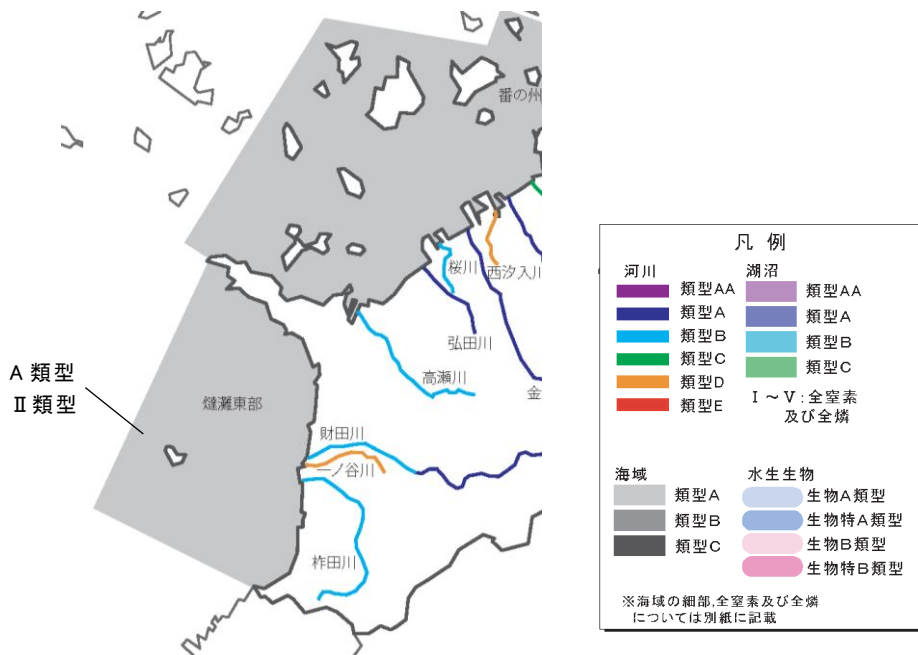 番の州
桜川
西汐入川
弘田川
高瀬川
金
A 類型
Ⅱ 類型
燧灘東部
財田川
一ノ谷川
柞田川
凡 例
河川
類型AA
類型A
類型B
類型C
類型D
類型E
湖沼
類型AA
類型A
類型B
類型C
I ~ V : 全窒素
及び全燐
海域
類型A
類型B
類型C
水生生物
生物A類型
生物特A類型
生物B類型
生物特B類型
※海域の細部,全窒素及び全燐
については別紙に記載